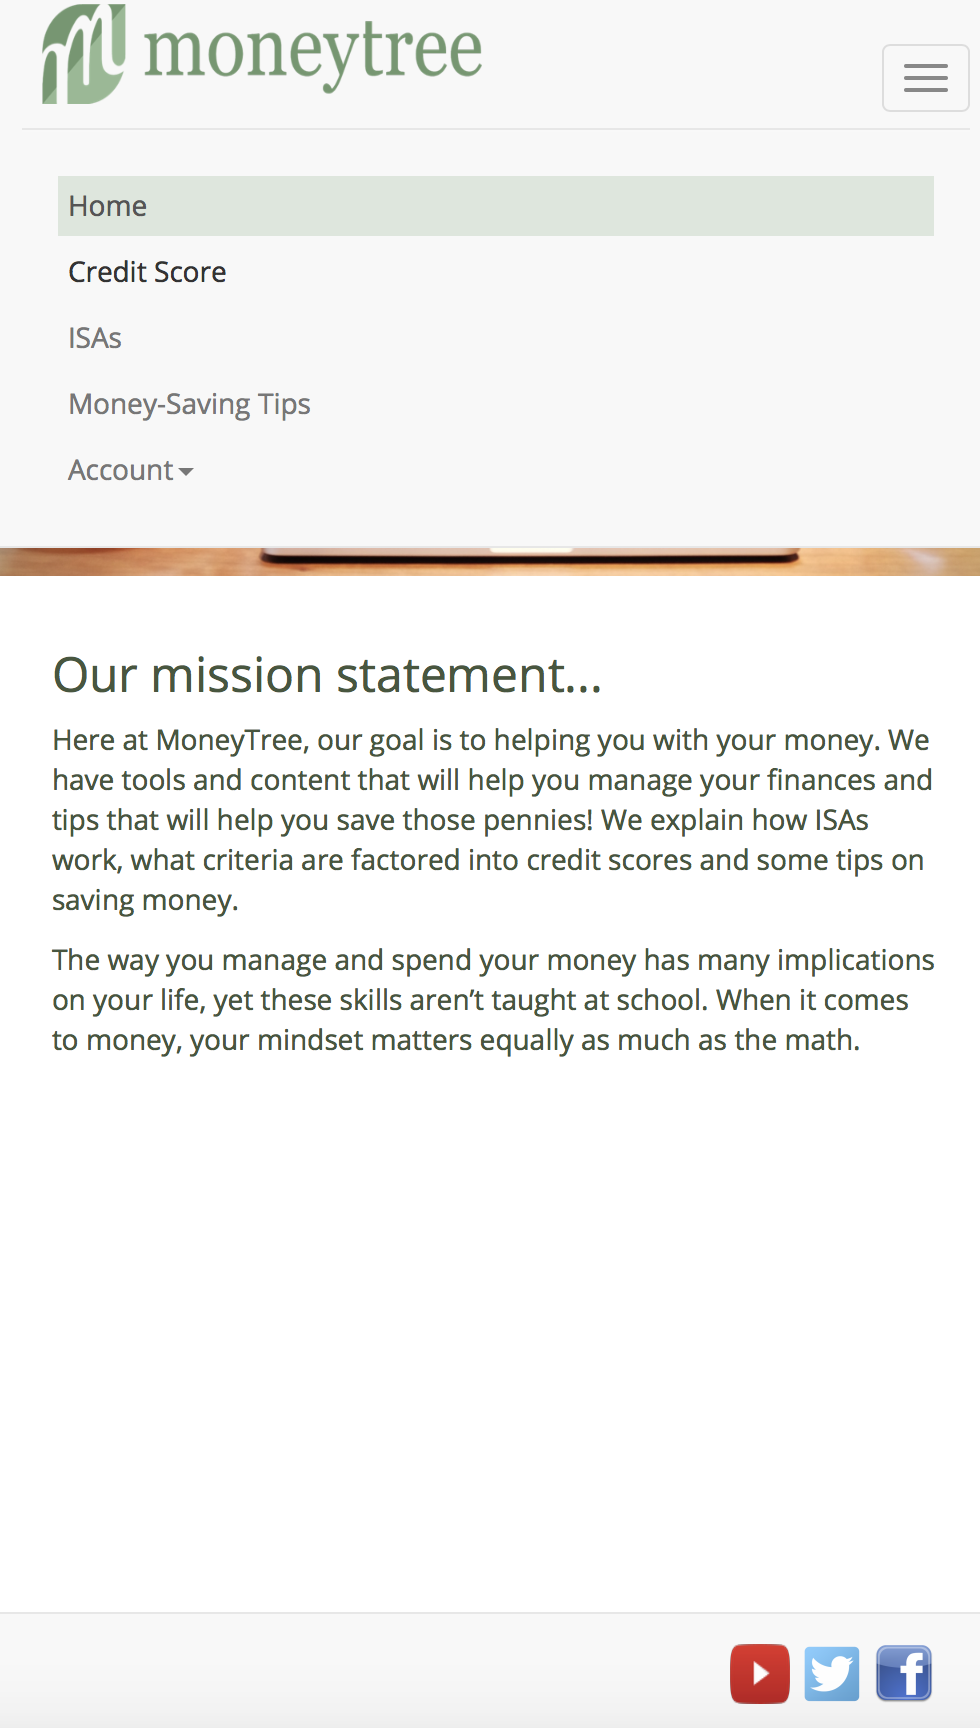 moneytree
Home
Credit Score
ISAs
Money-Saving Tips
Account
Our mission statement...
Here at MoneyTree, our goal is to helping you with your money. We
have tools and content that will help you manage your finances and
tips that will help you save those pennies! We explain how ISAs
work, what criteria are factored into credit scores and some tips on
saving money.
The way you manage and spend your money has many implications
on your life, yet these skills aren’t taught at school. When it comes
to money, your mindset matters equally as much as the math.